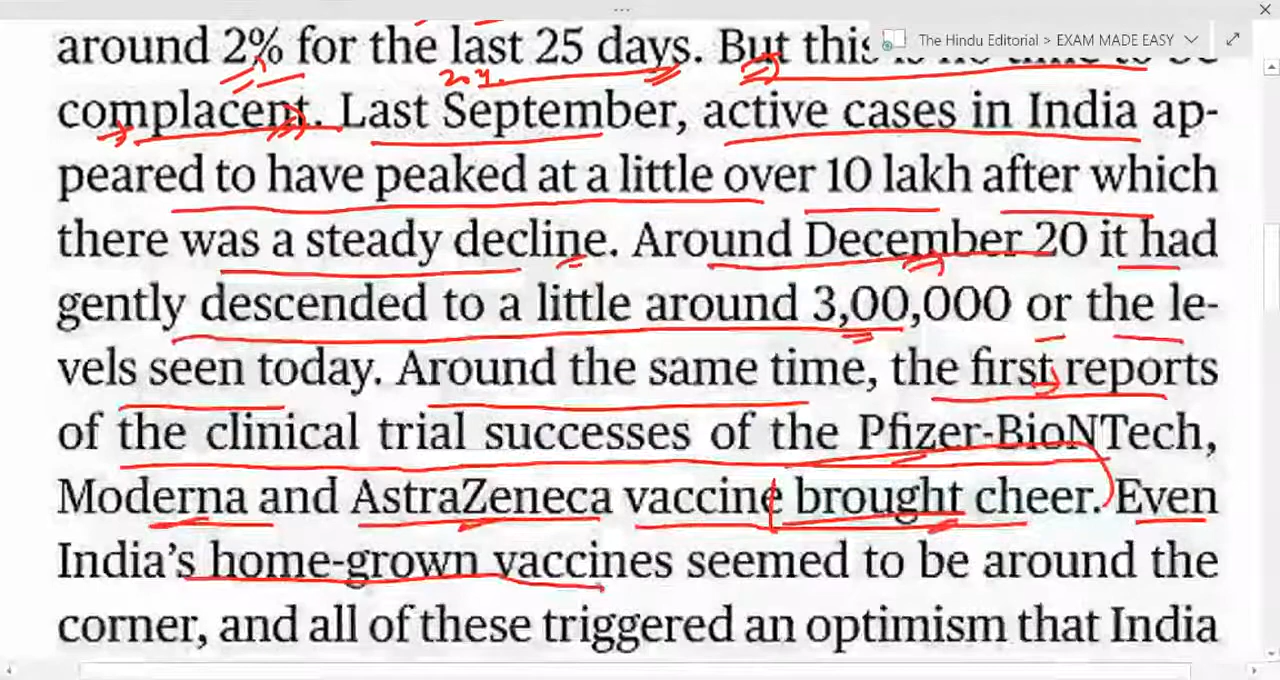 The Hindu Editorial > EXAM MADE EASY
around 2% for the last 25 days. But this is no time to be
complacent. Last September, active cases in India ap-
peared to have peaked at a little over 10 lakh after which
there was a steady decline. Around December 20 it had
gently descended to a little around 3,00,000 or the le-
vels seen today. Around the same time, the first reports
of the clinical trial successes of the Pfizer-BioNTech,
Moderna and AstraZeneca vaccine brought cheer. Even
India’s home-grown vaccines seemed to be around the
corner, and all of these triggered an optimism that India